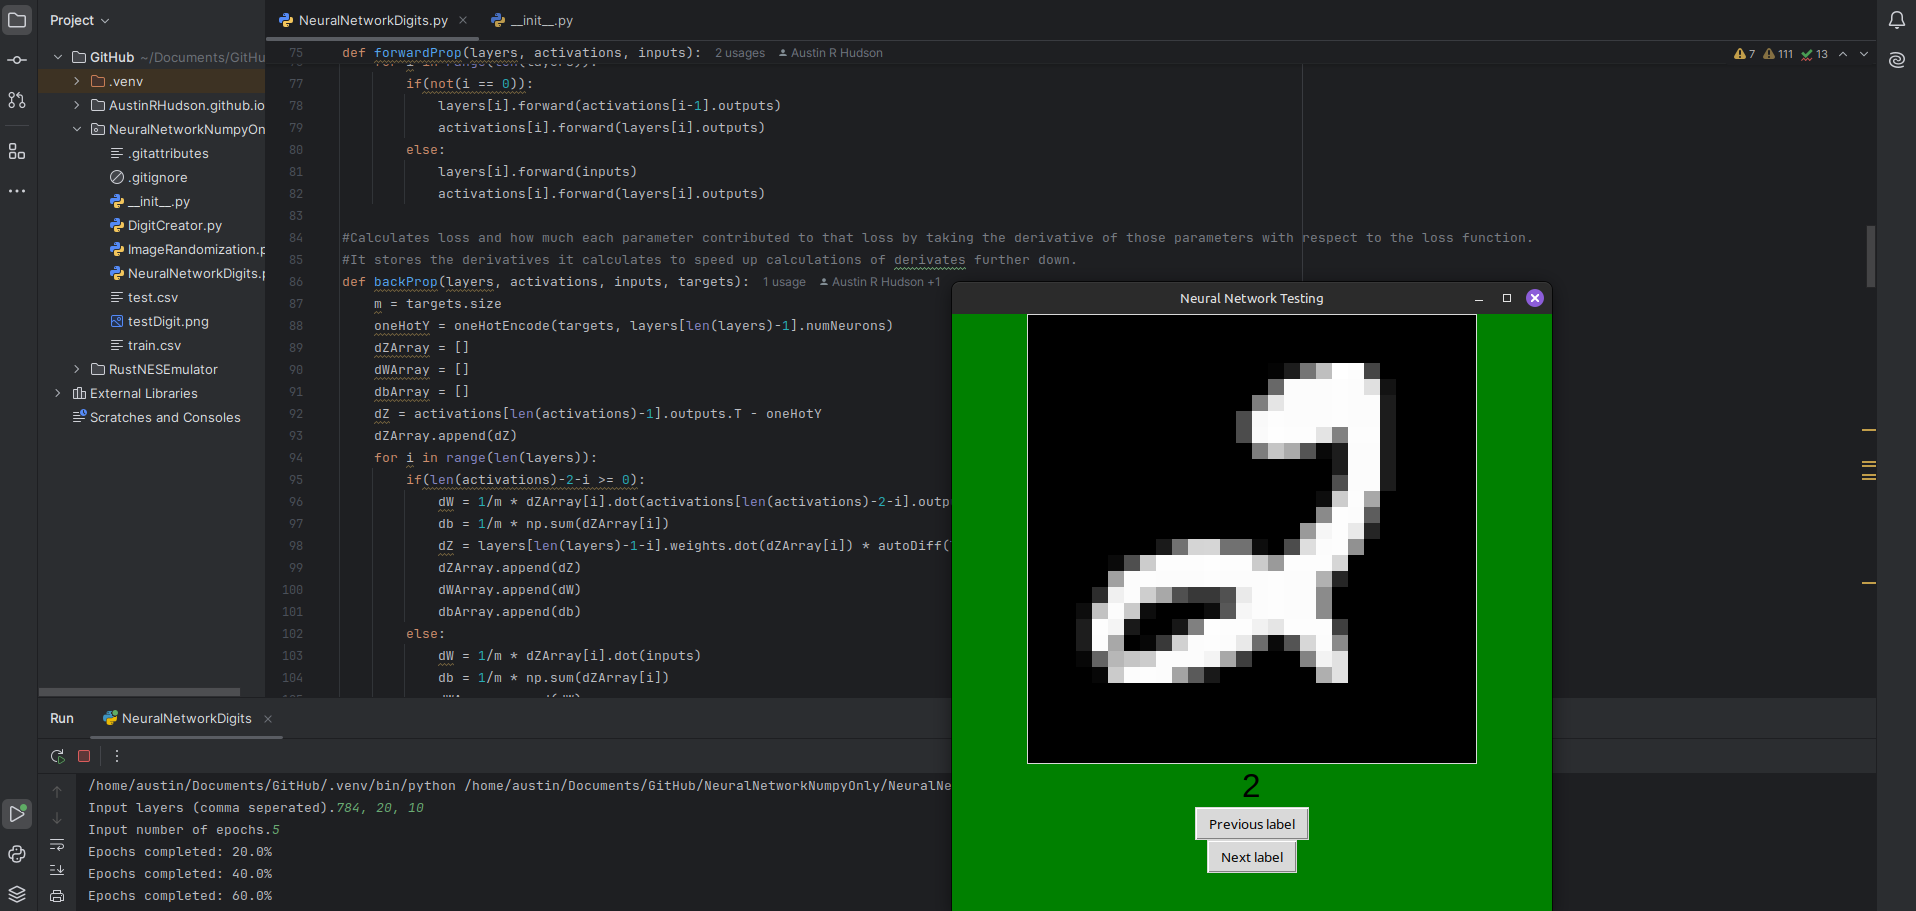 Project
NeuralNetworkDigits.py
__init__.py
GitHub ~/Documents/GitHu
.venv
AustinRHudson.github.io
NeuralNetworkNumpyOn
.gitattributes
.gitignore
__init__.py
DigitCreator.py
ImageRandomization.p
NeuralNetworkDigits.p
test.csv
testDigit.png
train.csv
RustNESEmulator
External Libraries
Scratches and Consoles
75 def forwardProp(layers, activations, inputs): 2 usages Austin R Hudson
7 111 13
77 if(not(i == 0)):
78 layers[i].forward(activations[i-1].outputs)
79 activations[i].forward(layers[i].outputs)
80 else:
81 layers[i].forward(inputs)
82 activations[i].forward(layers[i].outputs)
83
84 #Calculates loss and how much each parameter contributed to that loss by taking the derivative of those parameters with respect to the loss function.
85 #It stores the derivatives it calculates to speed up calculations of derivates further down.
86 def backProp(layers, activations, inputs, targets): 1 usage Austin R Hudson +1
87 m = targets.size
88 oneHotY = oneHotEncode(targets, layers[len(layers)-1].numNeurons)
89 dZArray = []
90 dWArray = []
91 dbArray = []
92 dZ = activations[len(activations)-1].outputs.T - oneHotY
93 dZArray.append(dZ)
94 for i in range(len(layers)):
95 if(len(activations)-2-i >= 0):
96 dW = 1/m * dZArray[i].dot(activations[len(activations)-2-i].outp
97 db = 1/m * np.sum(dZArray[i])
98 dZ = layers[len(layers)-1-i].weights.dot(dZArray[i]) * autoDiff(
99 dZArray.append(dZ)
100 dWArray.append(dW)
101 dbArray.append(db)
102 else:
103 dW = 1/m * dZArray[i].dot(inputs)
104 db = 1/m * np.sum(dZArray[i])
Neural Network Testing
2
Previous label
Next label
Run NeuralNetworkDigits
/home/austin/Documents/GitHub/.venv/bin/python /home/austin/Documents/GitHub/NeuralNetworkNumpyOnly/NeuralNe
Input layers (comma seperated).784, 20, 10
Input number of epochs.5
Epochs completed: 20.0%
Epochs completed: 40.0%
Epochs completed: 60.0%